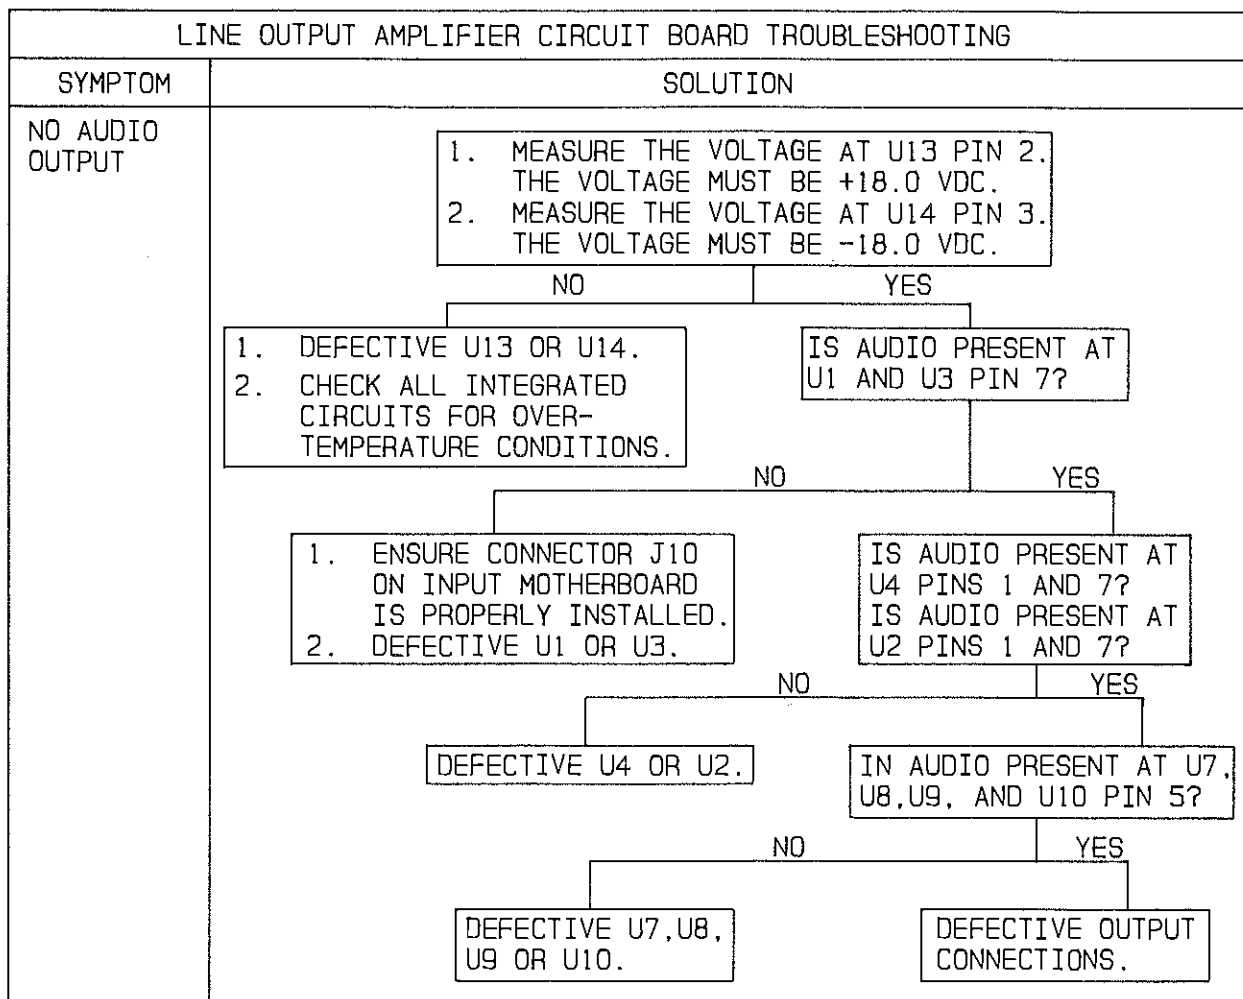 LINE OUTPUT AMPLIFIER CIRCUIT BOARD TROUBLESHOOTING
SYMPTOM
SOLUTION
NO AUDIO
OUTPUT
1. MEASURE THE VOLTAGE AT U13 PIN 2.
THE VOLTAGE MUST BE +18.0 VDC.
2. MEASURE THE VOLTAGE AT U14 PIN 3.
THE VOLTAGE MUST BE -18.0 VDC.
NO
YES
1. DEFECTIVE U13 OR U14.
2. CHECK ALL INTEGRATED
CIRCUITS FOR OVER-
TEMPERATURE CONDITIONS.
IS AUDIO PRESENT AT
U1 AND U3 PIN 7?
NO
YES
1. ENSURE CONNECTOR J10
ON INPUT MOTHERBOARD
IS PROPERLY INSTALLED.
2. DEFECTIVE U1 OR U3.
IS AUDIO PRESENT AT
U4 PINS 1 AND 7?
IS AUDIO PRESENT AT
U2 PINS 1 AND 7?
NO
YES
DEFECTIVE U4 OR U2.
IN AUDIO PRESENT AT U7,
U8,U9, AND U10 PIN 5?
NO
YES
DEFECTIVE U7,U8,
U9 OR U10.
DEFECTIVE OUTPUT
CONNECTIONS.